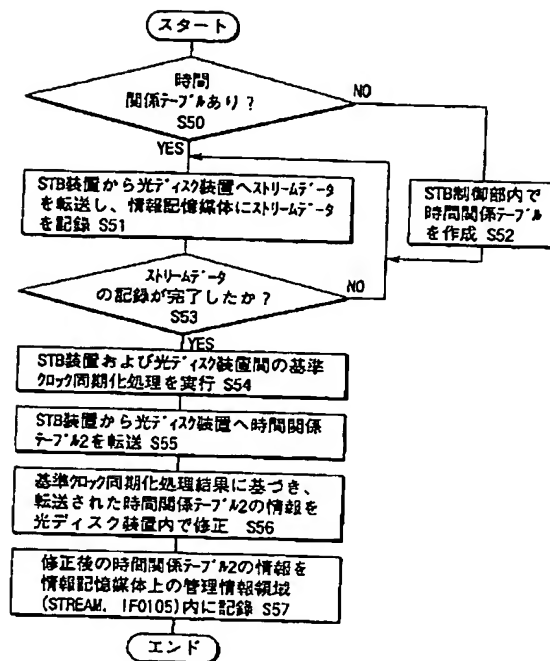 スタート
時間
関係テーブルあり？
S50
NO
YES
STB装置から光ディスク装置へストリームデータ
を転送し、情報記憶媒体にストリームデータ
を記録 S51
STB制御部内で
時間関係テーブル
を作成 S52
ストリームデータ
の記録が完了したか？
S53
NO
YES
STB装置および光ディスク装置間の基準
クロック同期化処理を実行 S54
STB装置から光ディスク装置へ時間関係
テーブル2を転送 S55
基準クロック同期化処理結果に基づき、
転送された時間関係テーブル2の情報を
光ディスク装置内で修正 S56
修正後の時間関係テーブル2の情報を
情報記憶媒体上の管理情報領域
(STREAM. IFO105)内に記録 S57
エンド